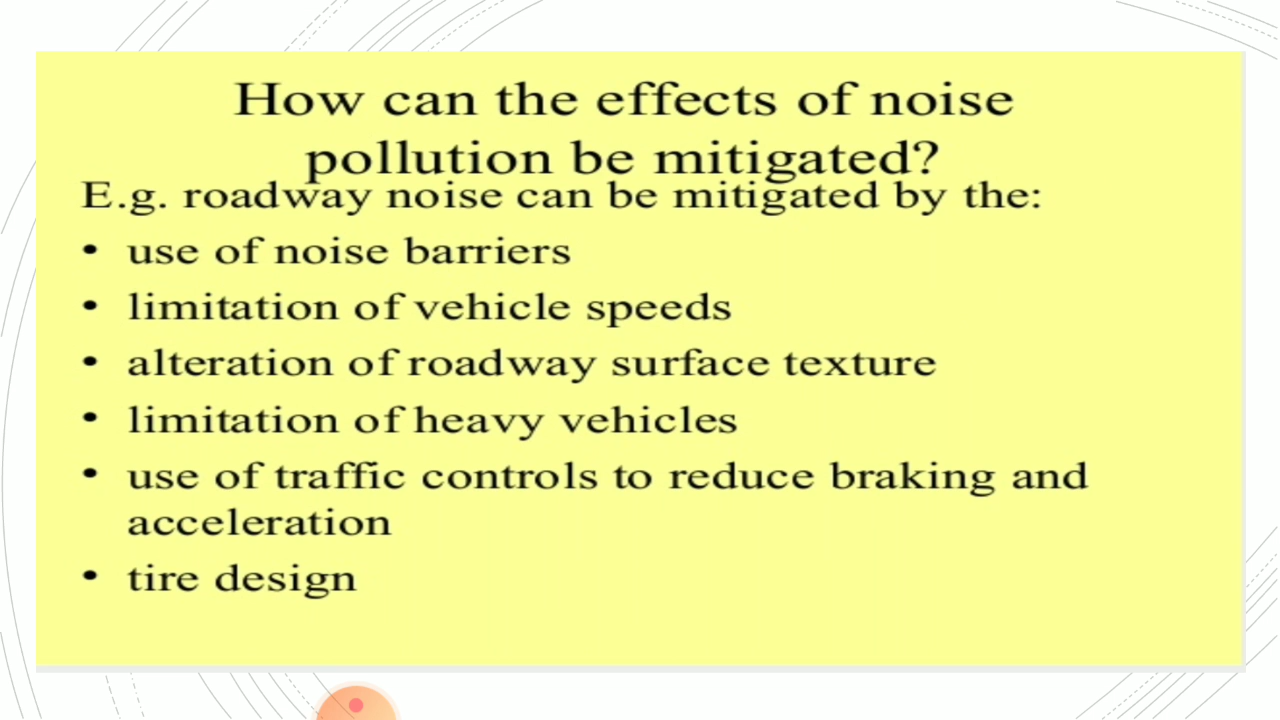 How can the effects of noise
pollution be mitigated?
E.g. roadway noise can be mitigated by the:
• use of noise barriers
• limitation of vehicle speeds
• alteration of roadway surface texture
• limitation of heavy vehicles
• use of traffic controls to reduce braking and
acceleration
• tire design